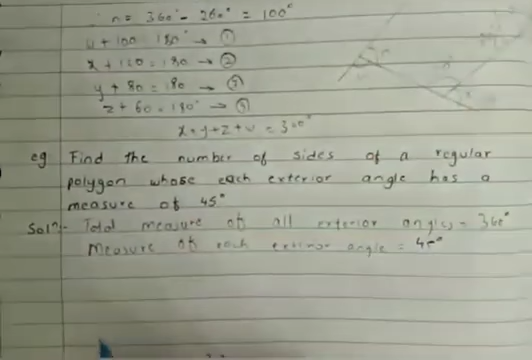 n = 360° - 260° = 100°
u + 100 180° → ①
x + 120 = 180 → ②
y + 80 = 180 → ③
z + 60 = 180° →
x + y + z + u = 360°
eg Find the number of sides of a regular
polygon whose each exterior angle has a
measure of 45°
Soln:- Total measure of all exterior angles = 360°
Measure of each exterior angle = 45°